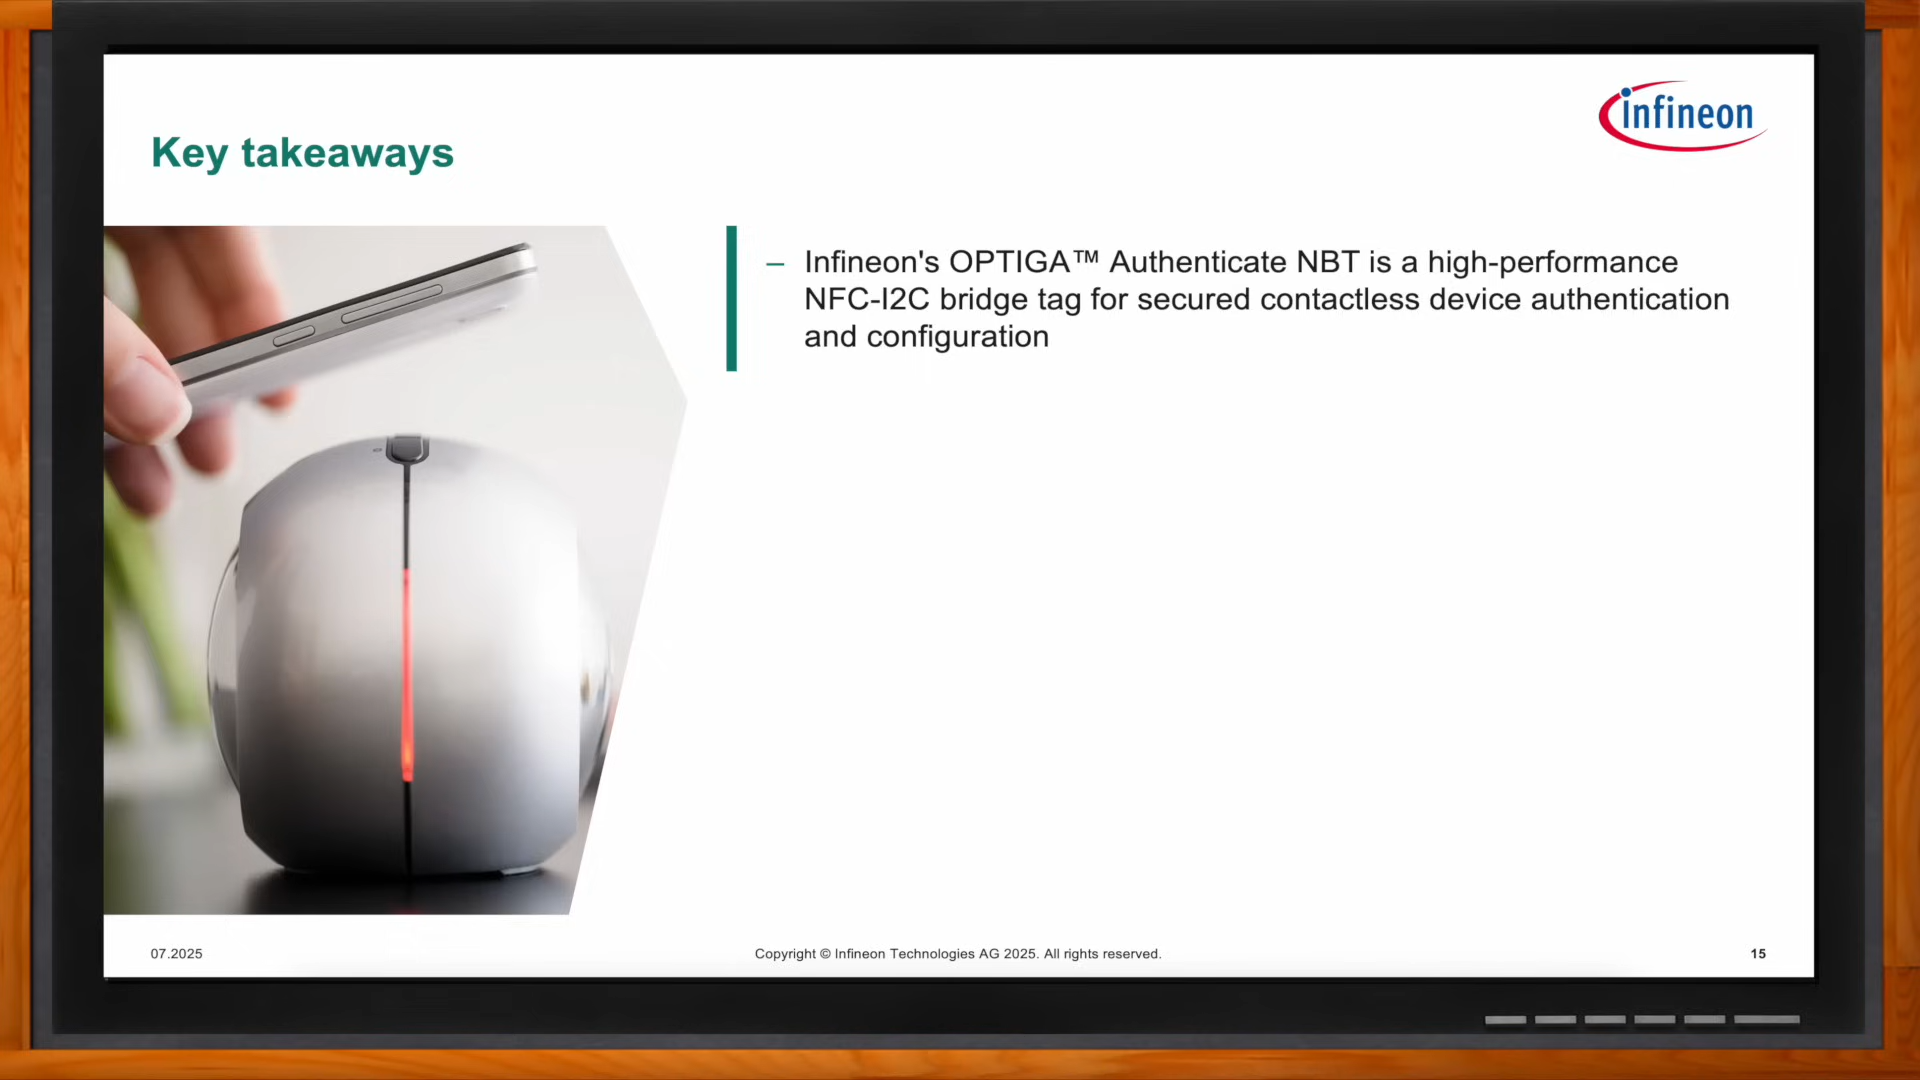 infineon
Key takeaways
– Infineon's OPTIGA™ Authenticate NBT is a high-performance
NFC-I2C bridge tag for secured contactless device authentication
and configuration
07.2025
Copyright © Infineon Technologies AG 2025. All rights reserved.
15